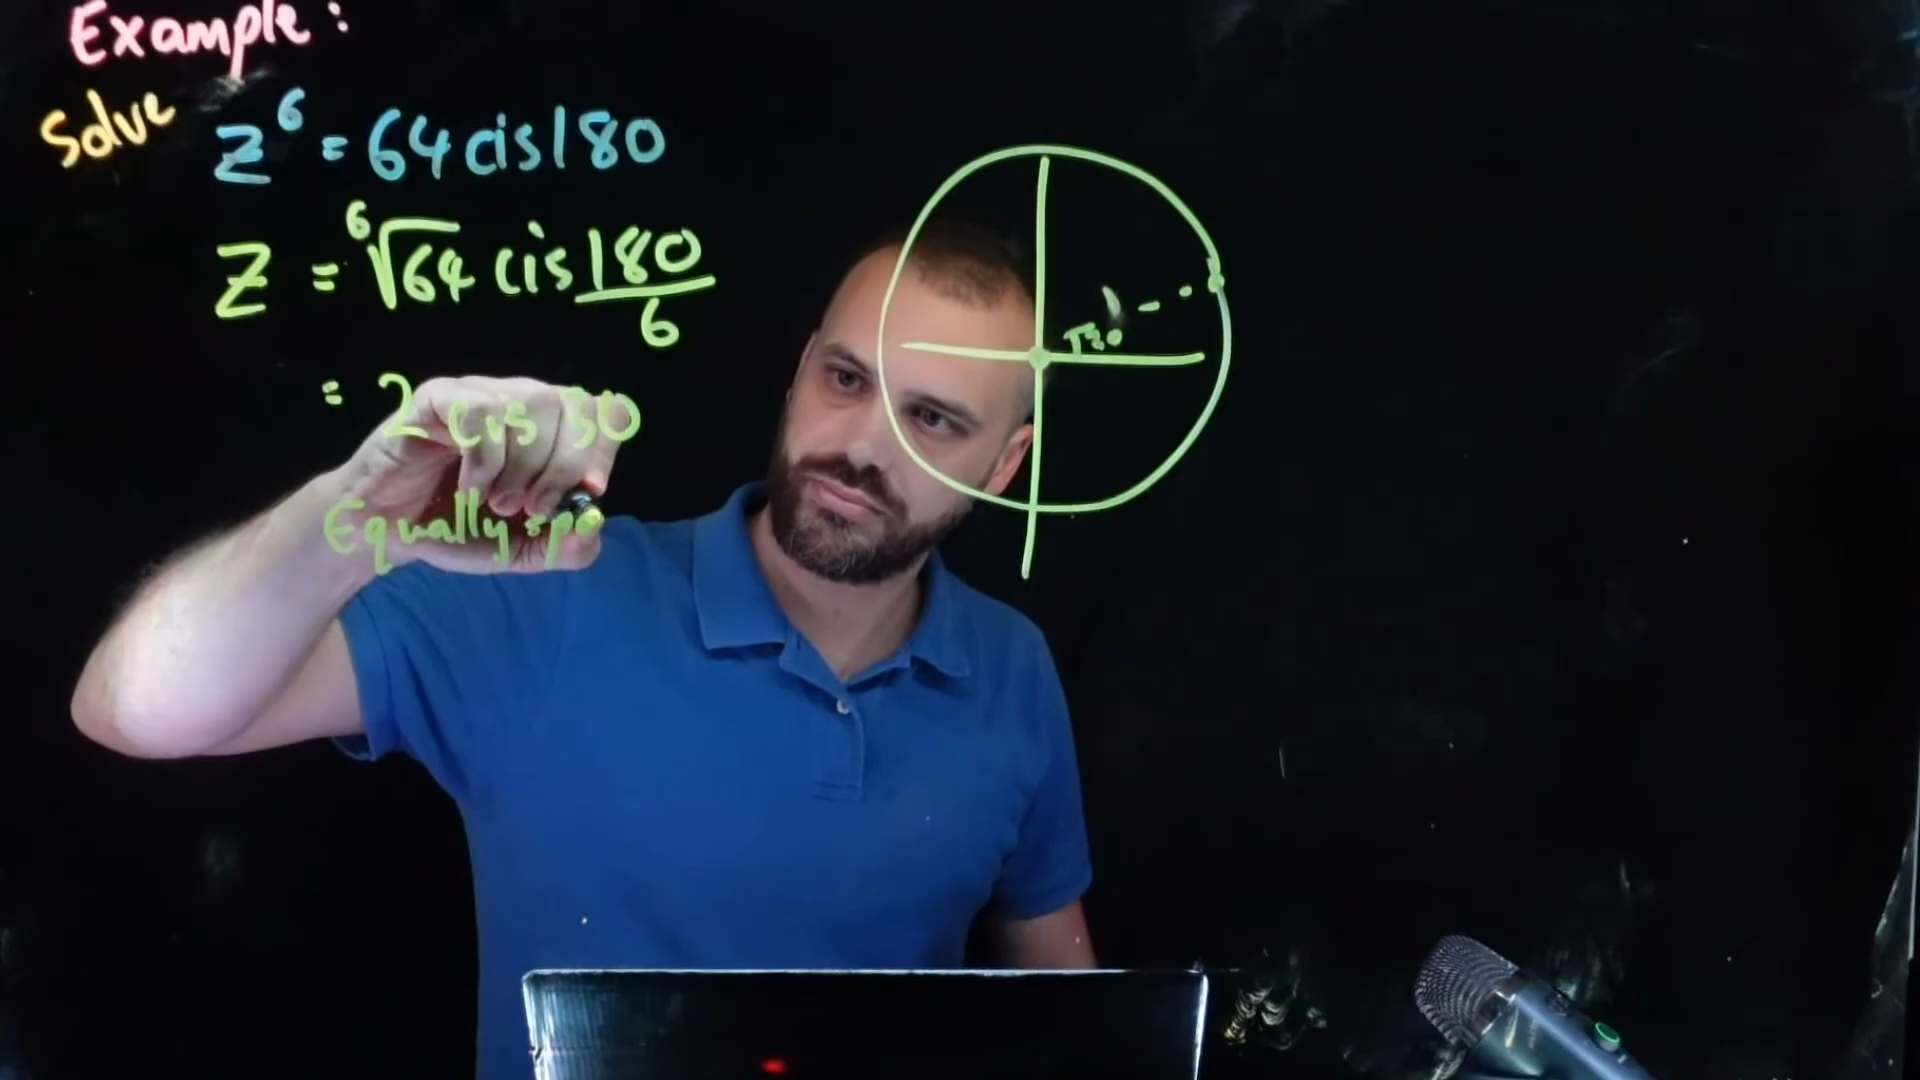 Example:
Solve z⁶ = 64 cis 180
z = ⁶√64 cis 180/6
= 2 cis 30
Equally spa
30